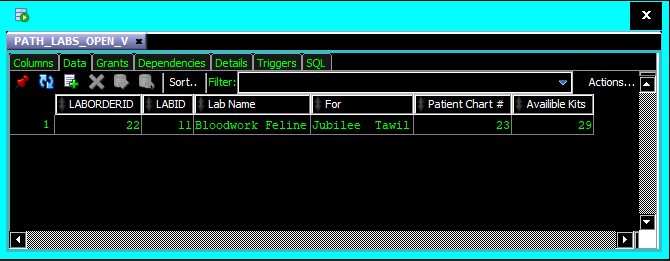 x
PATH_LABS_OPEN_V x
Columns Data Grants Dependencies Details Triggers SQL
Sort.. Filter: Actions...
LABORDERID LABID Lab Name For Patient Chart # Availible Kits
1 22 11 Bloodwork Feline Jubilee Tawil 23 29